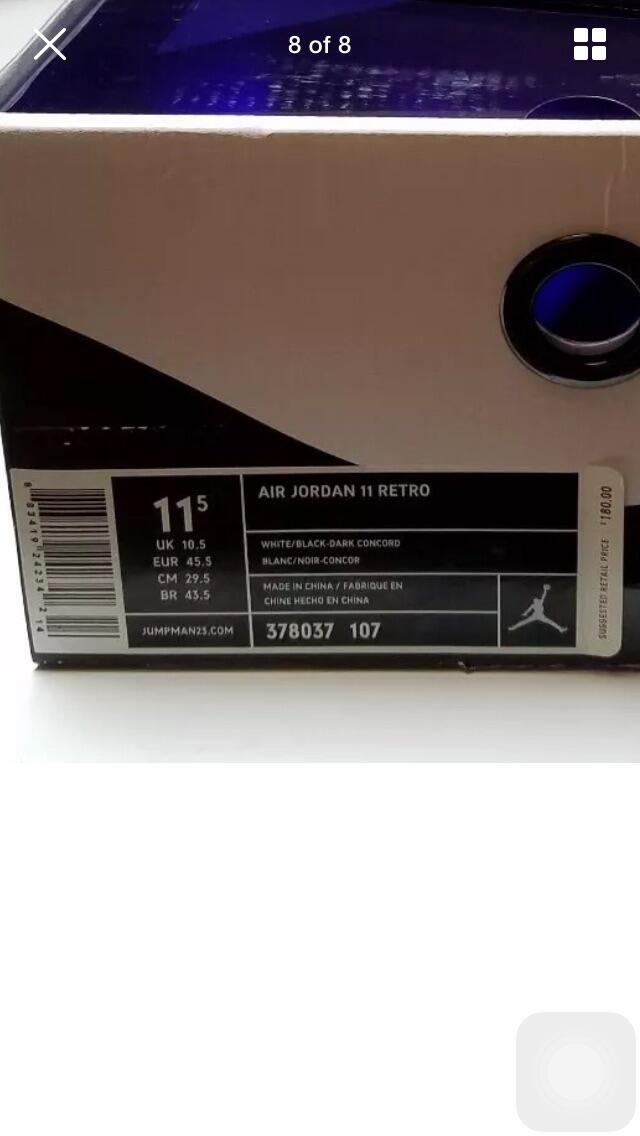 8 of 8
AIR JORDAN 11 RETRO
11⁵
UK 10.5
EUR 45.5
CM 29.5
BR 43.5
WHITE/BLACK-DARK CONCORD
BLANC/NOIR-CONCOR
MADE IN CHINA / FABRIQUE EN
CHINE HECHO EN CHINA
JUMPMAN23.COM
378037 107
SUGGESTED RETAIL PRICE $180.00